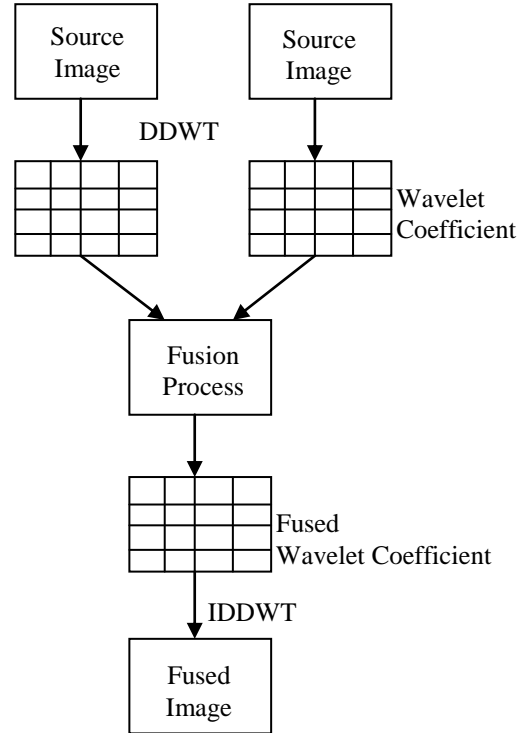 Source
Image
Source
Image
DDWT
Wavelet
Coefficient
Fusion
Process
Fused
Wavelet Coefficient
IDDWT
Fused
Image